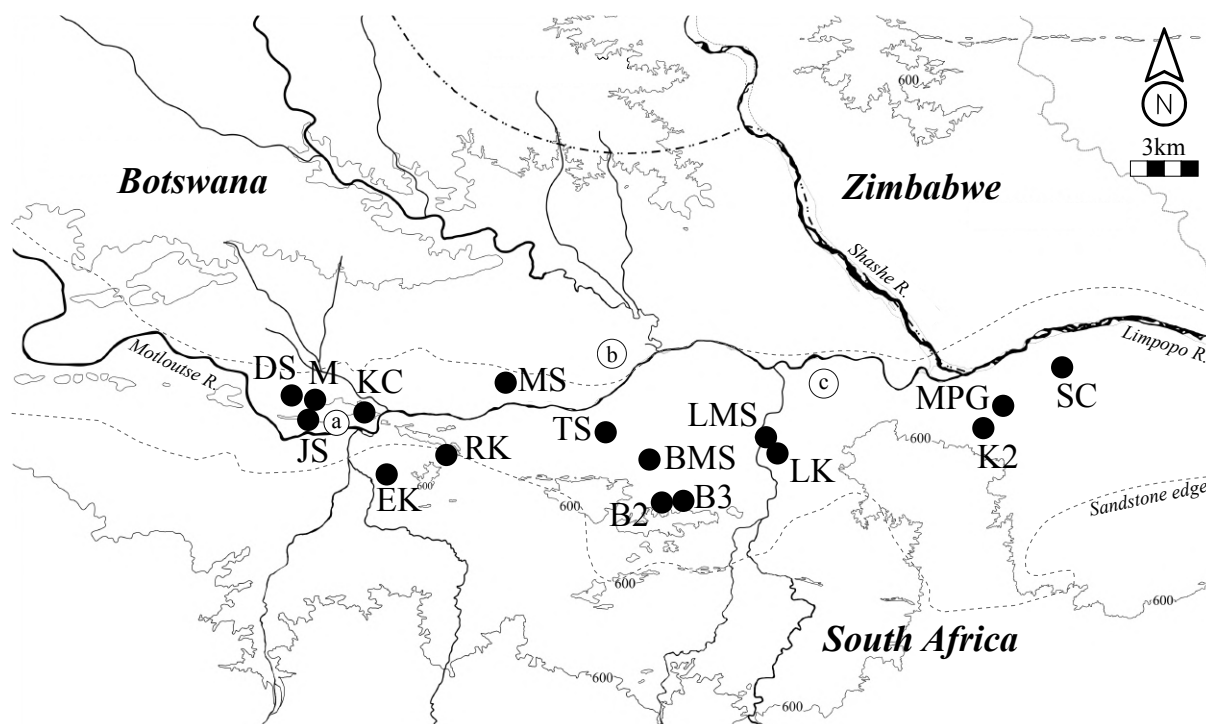 600
N
3km
Botswana
Zimbabwe
Shashe R.
Limpopo R.
Motloutse R.
b
c
DS
M
KC
MS
MPG
SC
a
JS
TS
LMS
600
K2
RK
BMS
LK
EK
600
B2
B3
600
Sandstone edge
600
600
South Africa
600
600